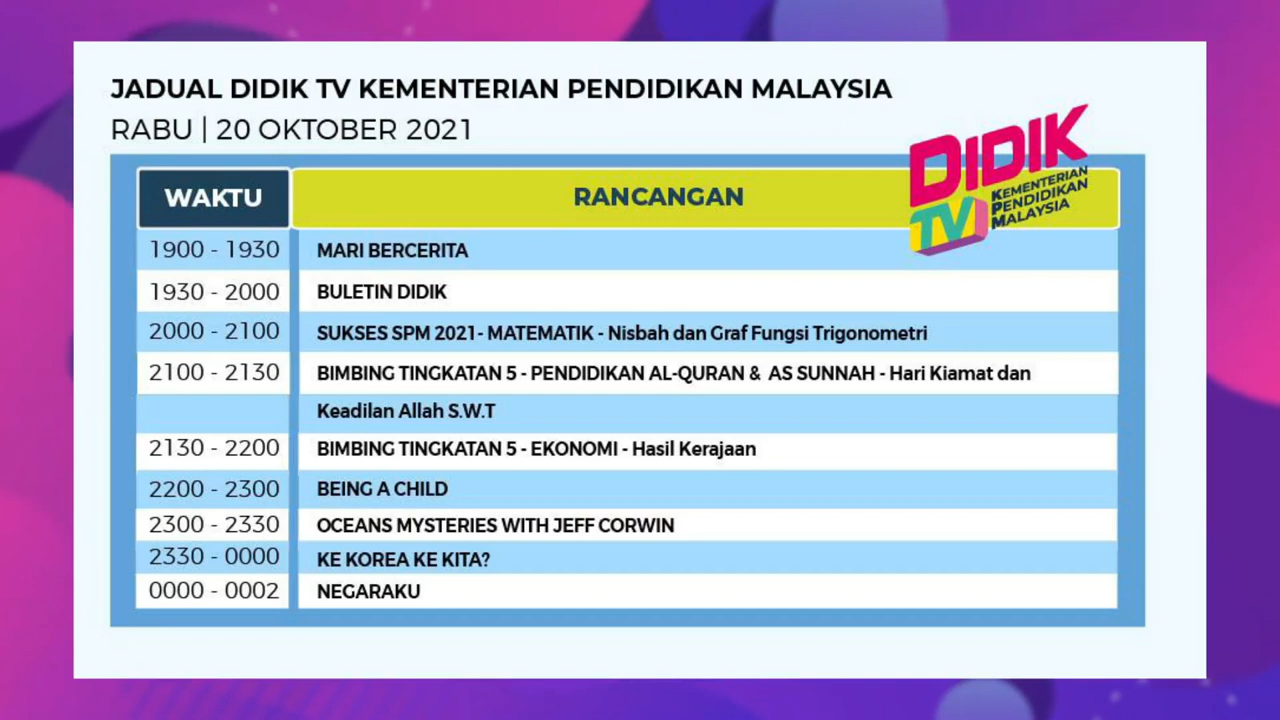 JADUAL DIDIK TV KEMENTERIAN PENDIDIKAN MALAYSIA
RABU | 20 OKTOBER 2021
DIDIK
TV
KEMENTERIAN
PENDIDIKAN
MALAYSIA
WAKTU RANCANGAN
1900 - 1930 MARI BERCERITA
1930 - 2000 BULETIN DIDIK
2000 - 2100 SUKSES SPM 2021- MATEMATIK - Nisbah dan Graf Fungsi Trigonometri
2100 - 2130 BIMBING TINGKATAN 5 - PENDIDIKAN AL-QURAN & AS SUNNAH - Hari Kiamat dan
Keadilan Allah S.W.T
2130 - 2200 BIMBING TINGKATAN 5 - EKONOMI - Hasil Kerajaan
2200 - 2300 BEING A CHILD
2300 - 2330 OCEANS MYSTERIES WITH JEFF CORWIN
2330 - 0000 KE KOREA KE KITA?
0000 - 0002 NEGARAKU